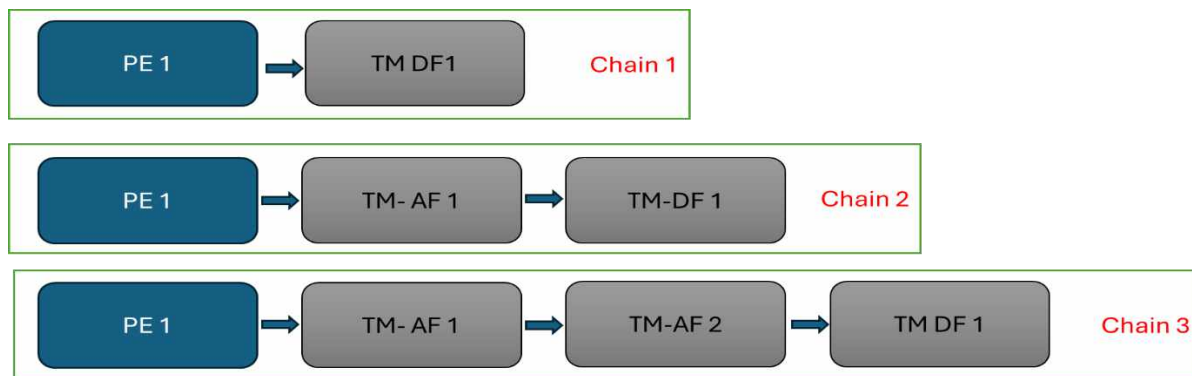 PE 1 TM DF1 Chain 1
PE 1 TM- AF 1 TM-DF 1 Chain 2
PE 1 TM- AF 1 TM-AF 2 TM DF 1 Chain 3